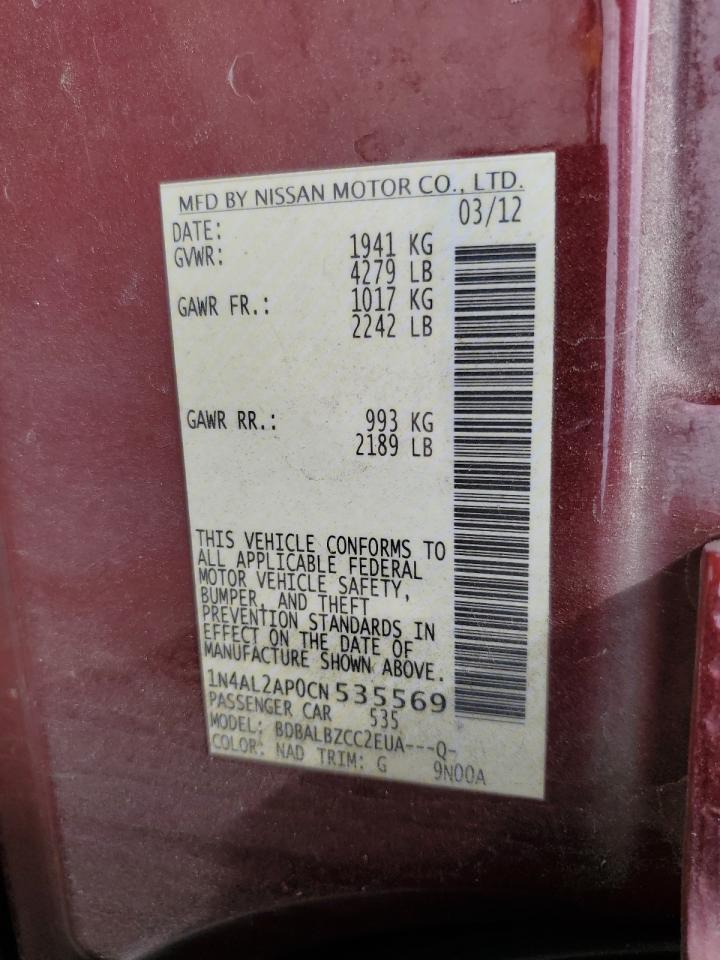 MFD BY NISSAN MOTOR CO., LTD.
DATE: 03/12
GVWR: 1941 KG
4279 LB
GAWR FR.: 1017 KG
2242 LB
GAWR RR.: 993 KG
2189 LB
THIS VEHICLE CONFORMS TO
ALL APPLICABLE FEDERAL
MOTOR VEHICLE SAFETY,
BUMPER, AND THEFT
PREVENTION STANDARDS IN
EFFECT ON THE DATE OF
MANUFACTURE SHOWN ABOVE.
1N4AL2AP0CN535569
PASSENGER CAR 535
MODEL: BDBALBZCC2EUA---Q-
COLOR: NAD TRIM: G 9N00A